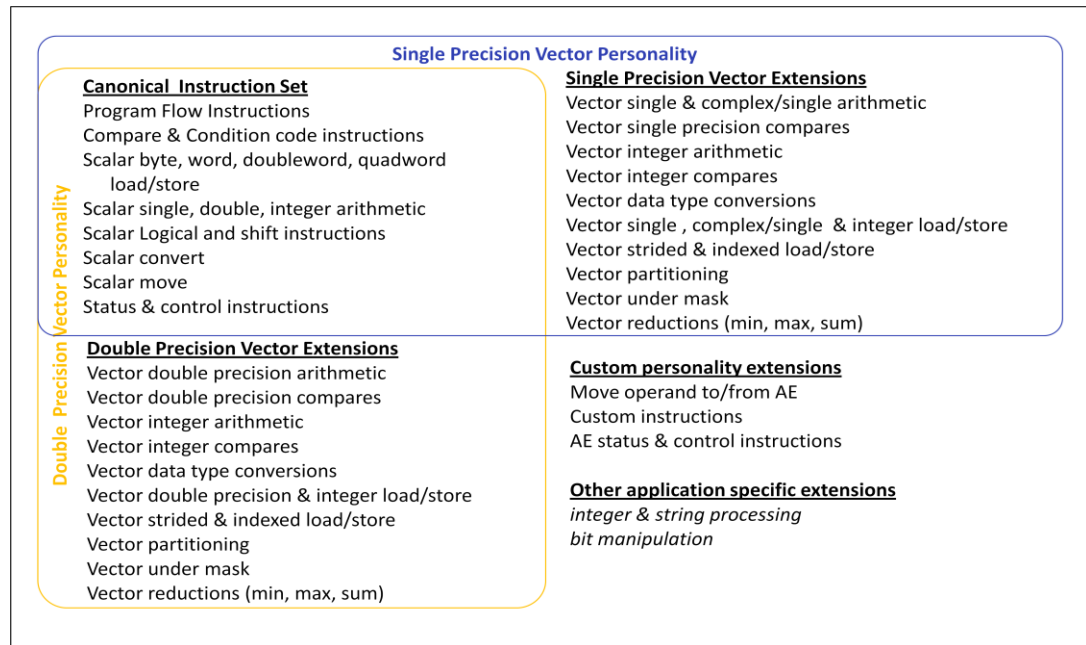 Single Precision Vector Personality
Double Precision Vector Personality
Canonical Instruction Set
Program Flow Instructions
Compare & Condition code instructions
Scalar byte, word, doubleword, quadword
load/store
Scalar single, double, integer arithmetic
Scalar Logical and shift instructions
Scalar convert
Scalar move
Status & control instructions
Single Precision Vector Extensions
Vector single & complex/single arithmetic
Vector single precision compares
Vector integer arithmetic
Vector integer compares
Vector data type conversions
Vector single , complex/single & integer load/store
Vector strided & indexed load/store
Vector partitioning
Vector under mask
Vector reductions (min, max, sum)
Double Precision Vector Extensions
Vector double precision arithmetic
Vector double precision compares
Vector integer arithmetic
Vector integer compares
Vector data type conversions
Vector double precision & integer load/store
Vector strided & indexed load/store
Vector partitioning
Vector under mask
Vector reductions (min, max, sum)
Custom personality extensions
Move operand to/from AE
Custom instructions
AE status & control instructions
Other application specific extensions
integer & string processing
bit manipulation